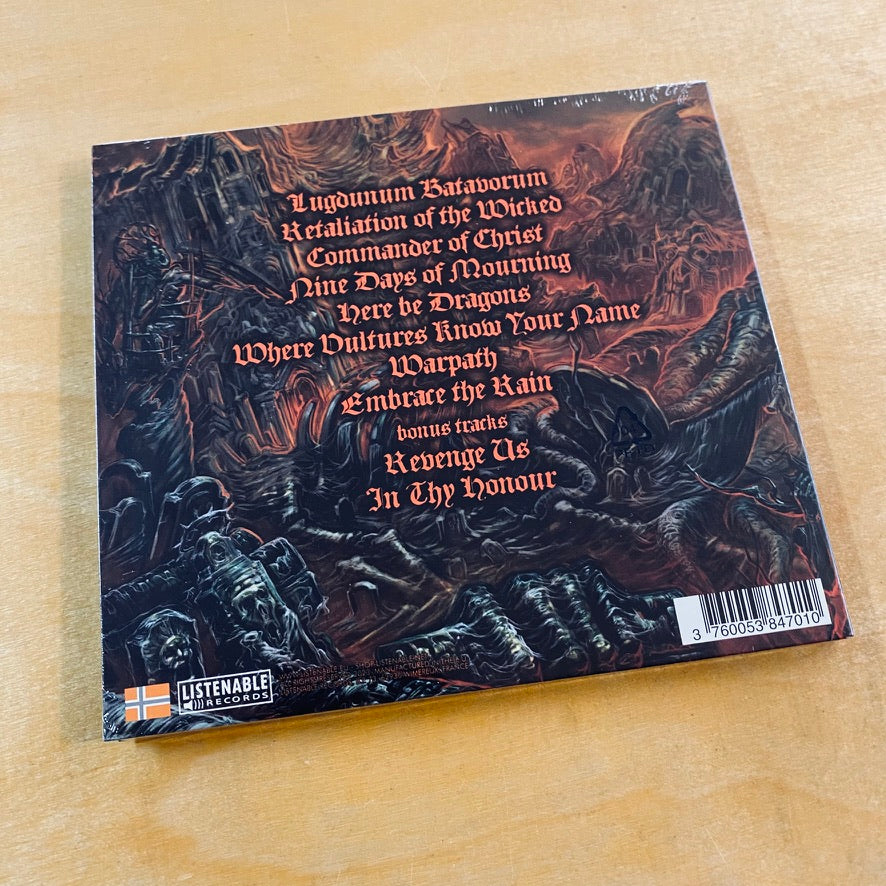 Lugdunum Batavorum
Retaliation of the Wicked
Commander of Christ
Nine Days of Mourning
Here be Dragons
Where Vultures Know Your Name
Warpath
Embrace the Rain
bonus tracks
Revenge Us
In Thy Honour
3 760053 847010
LISTENABLE
RECORDS